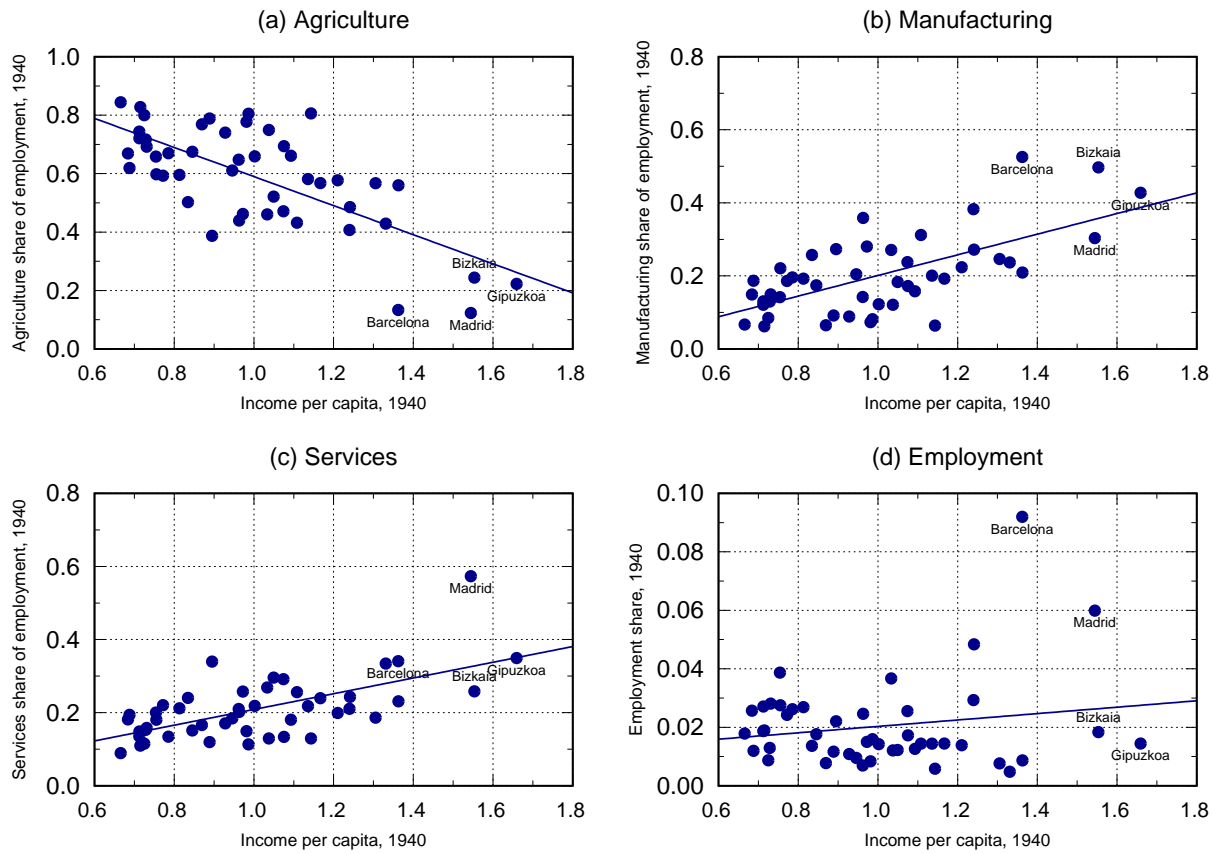 (a) Agriculture
Agriculture share of employment, 1940
1.0
0.8
0.6
0.4
0.2
0.0
Bizkaia
Gipuzkoa
Barcelona
Madrid
0.6 0.8 1.0 1.2 1.4 1.6 1.8
Income per capita, 1940
(b) Manufacturing
Manufacturing share of employment, 1940
0.8
0.6
0.4
0.2
0.0
Bizkaia
Barcelona
Gipuzkoa
Madrid
0.6 0.8 1.0 1.2 1.4 1.6 1.8
Income per capita, 1940
(c) Services
Services share of employment, 1940
0.8
0.6
0.4
0.2
0.0
Madrid
Barcelona
Gipuzkoa
Bizkaia
0.6 0.8 1.0 1.2 1.4 1.6 1.8
Income per capita, 1940
(d) Employment
Employment share, 1940
0.10
0.08
0.06
0.04
0.02
0.00
Barcelona
Madrid
Bizkaia
Gipuzkoa
0.6 0.8 1.0 1.2 1.4 1.6 1.8
Income per capita, 1940